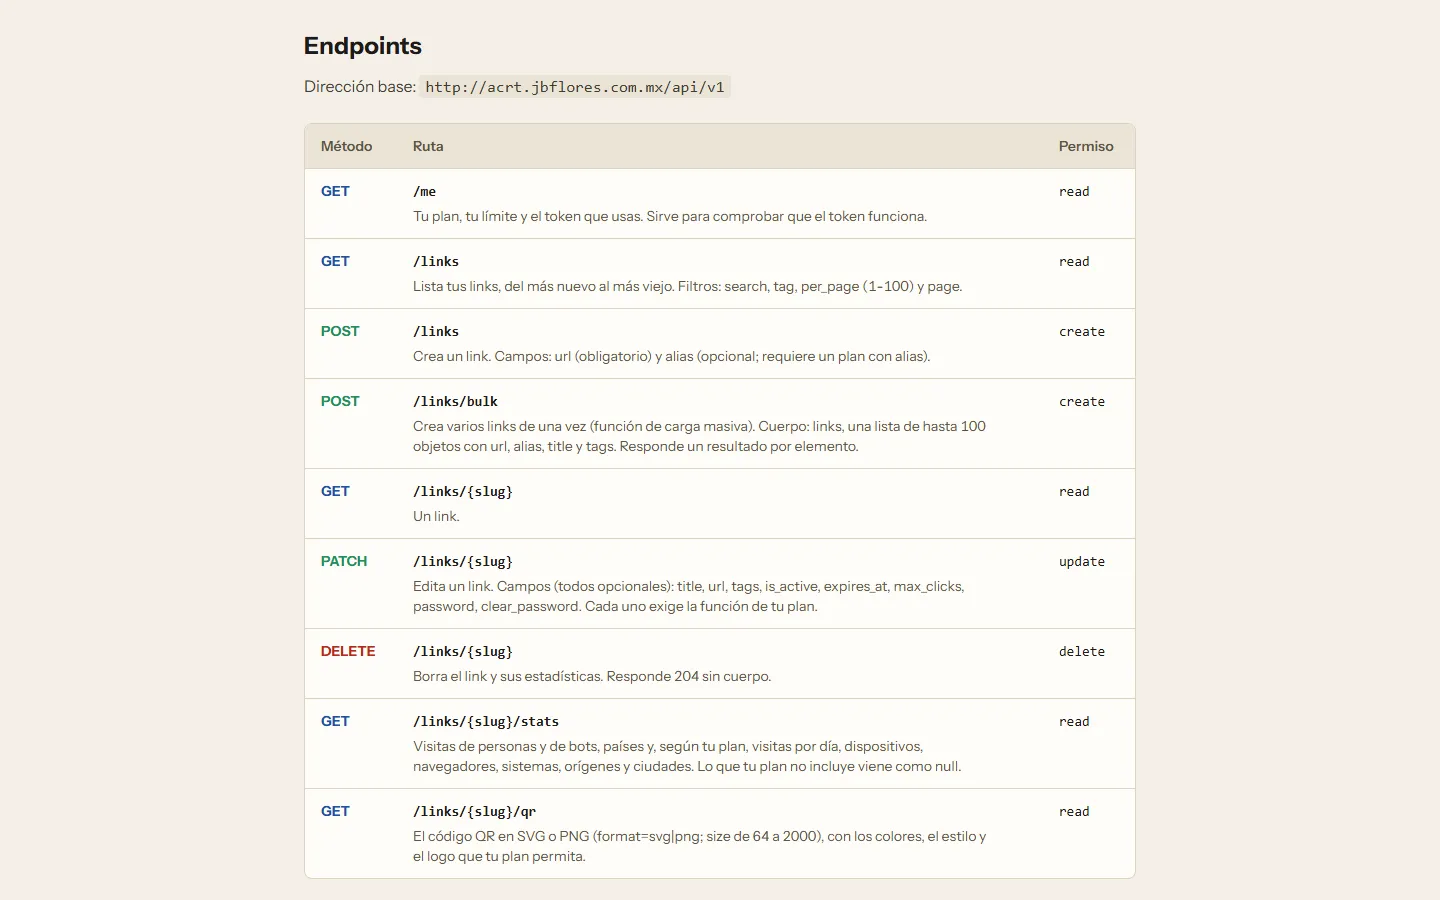 Endpoints
Dirección base: http://acrt.jbflores.com.mx/api/v1
Método Ruta Permiso
GET /me read
Tu plan, tu límite y el token que usas. Sirve para comprobar que el token funciona.
GET /links read
Lista tus links, del más nuevo al más viejo. Filtros: search, tag, per_page (1-100) y page.
POST /links create
Crea un link. Campos: url (obligatorio) y alias (opcional; requiere un plan con alias).
POST /links/bulk create
Crea varios links de una vez (función de carga masiva). Cuerpo: links, una lista de hasta 100
objetos con url, alias, title y tags. Responde un resultado por elemento.
GET /links/{slug} read
Un link.
PATCH /links/{slug} update
Edita un link. Campos (todos opcionales): title, url, tags, is_active, expires_at, max_clicks,
password, clear_password. Cada uno exige la función de tu plan.
DELETE /links/{slug} delete
Borra el link y sus estadísticas. Responde 204 sin cuerpo.
GET /links/{slug}/stats read
Visitas de personas y de bots, países y, según tu plan, visitas por día, dispositivos,
navegadores, sistemas, orígenes y ciudades. Lo que tu plan no incluye viene como null.
GET /links/{slug}/qr read
El código QR en SVG o PNG (format=svg|png; size de 64 a 2000), con los colores, el estilo y
el logo que tu plan permita.